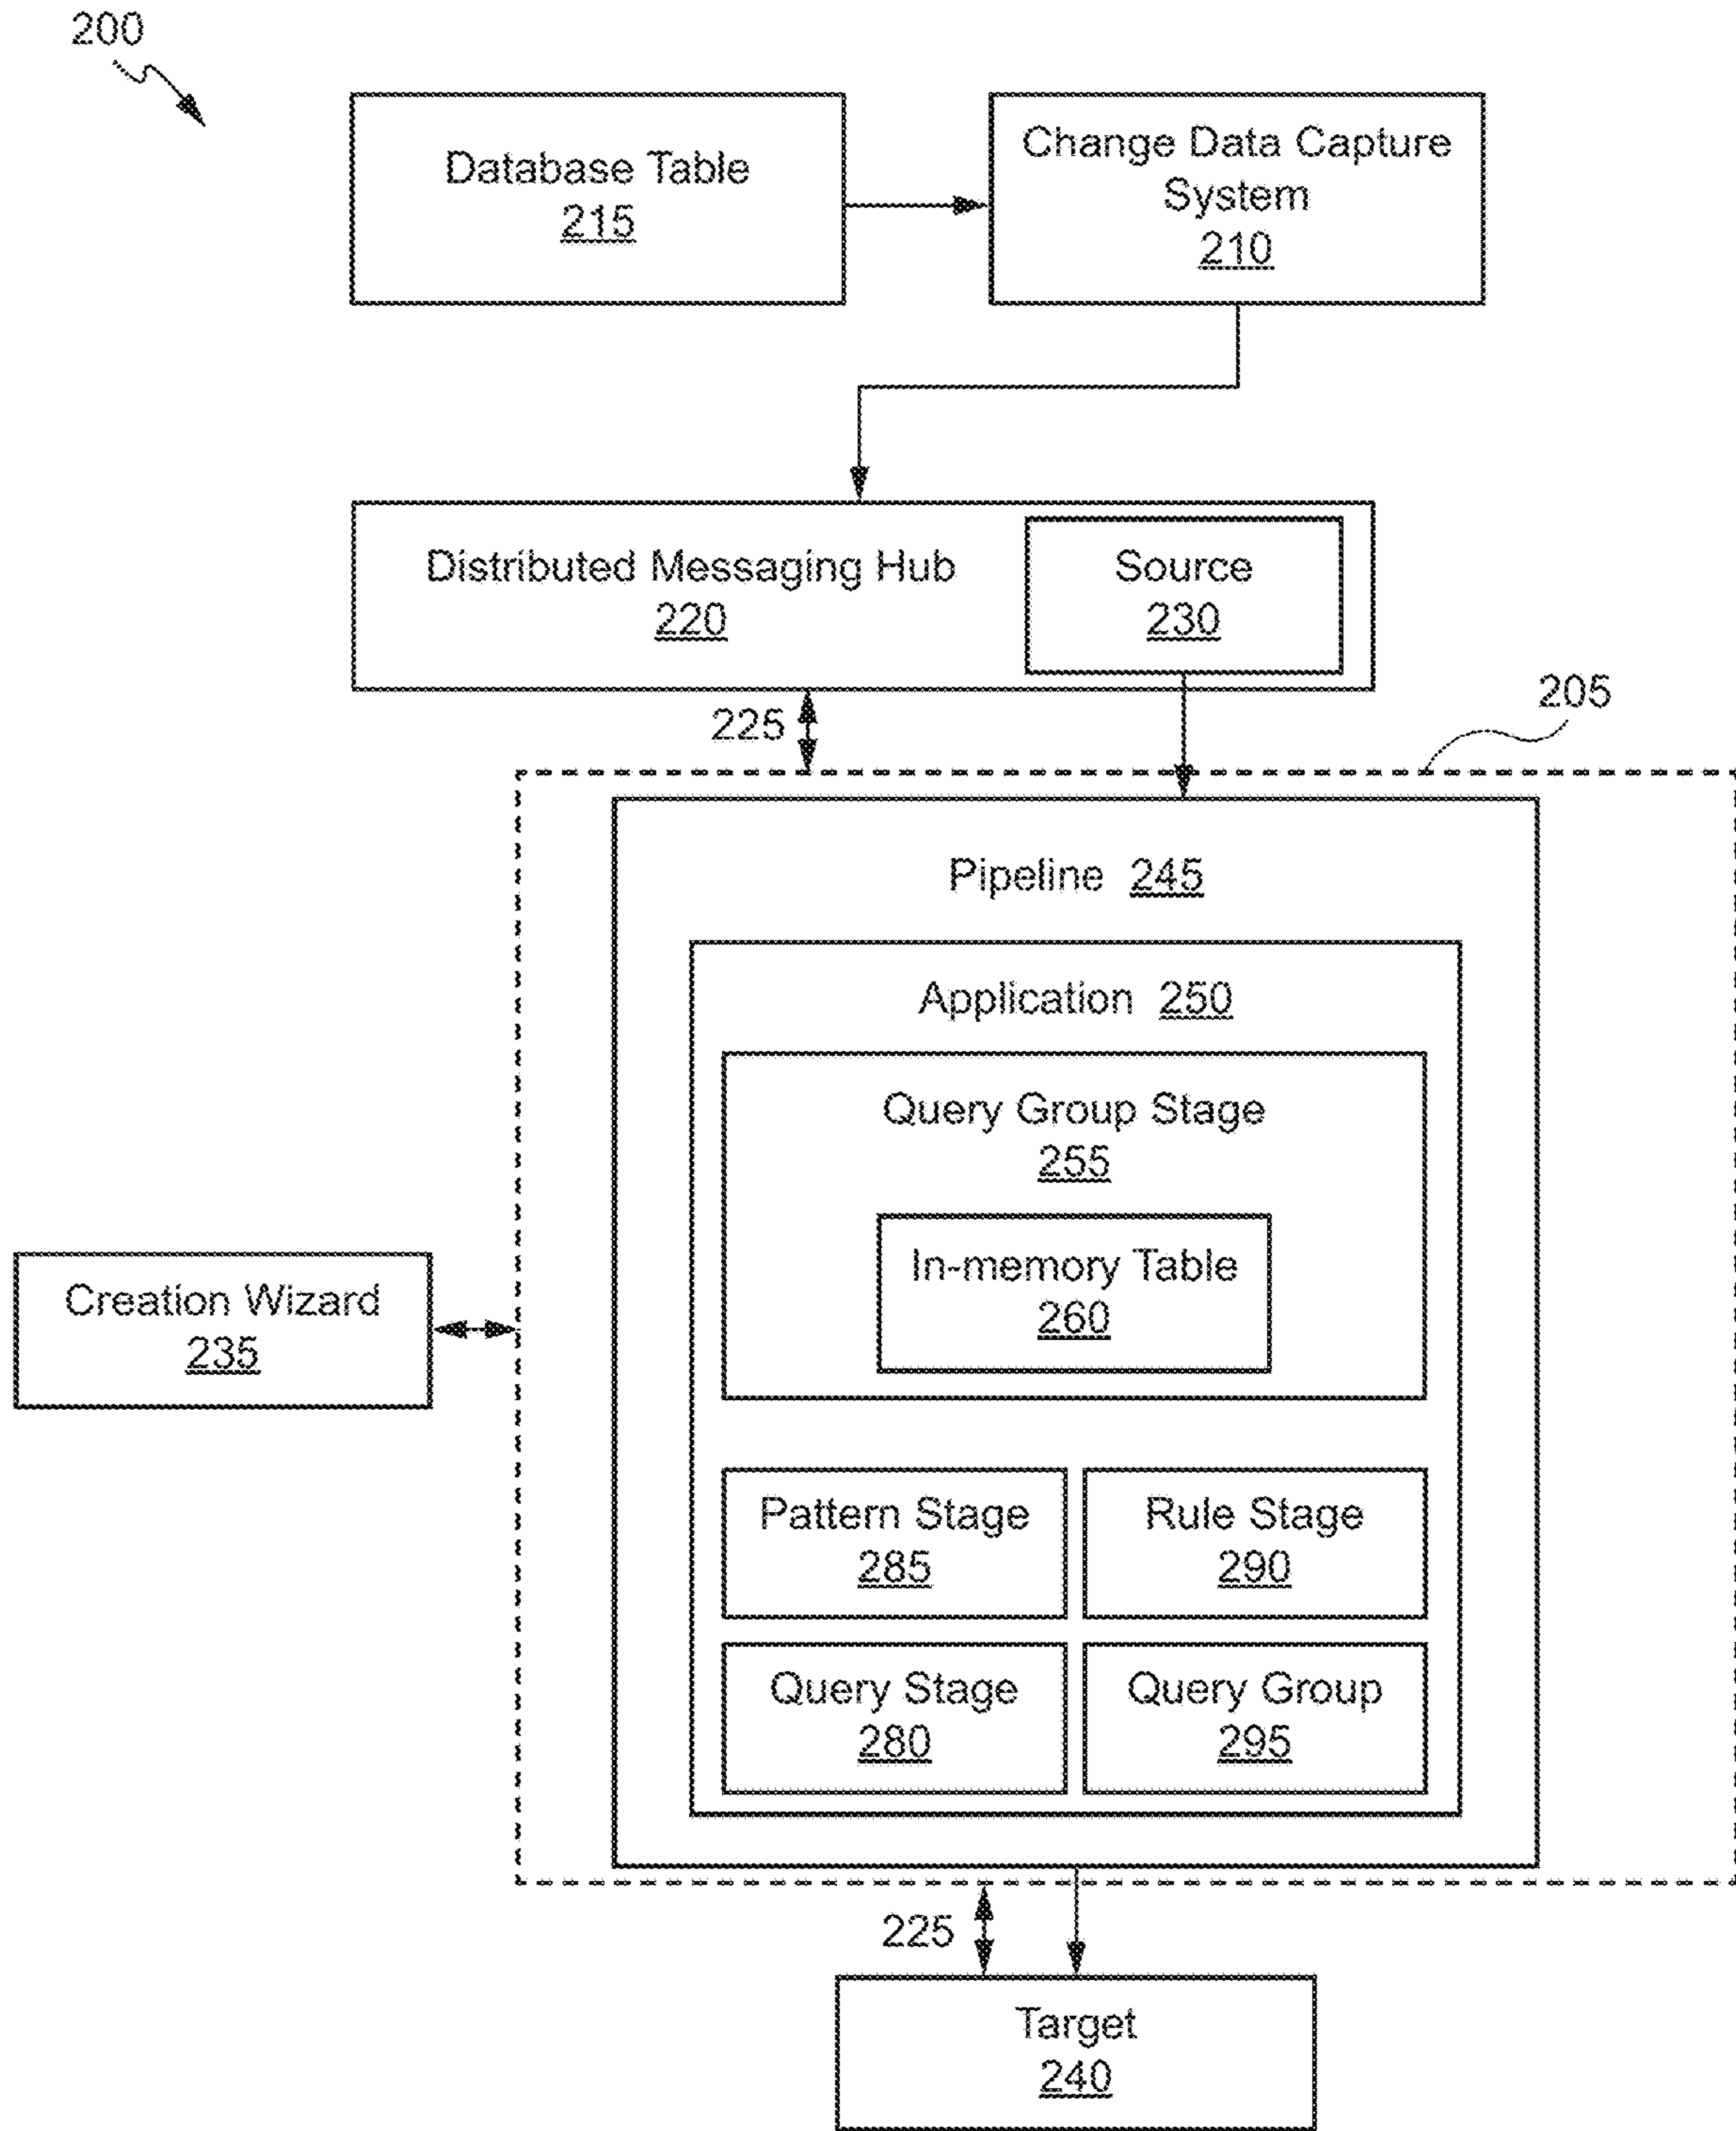 200
Database Table
215
Change Data Capture
System
210
Distributed Messaging Hub
220
Source
230
225
205
Pipeline 245
Application 250
Query Group Stage
255
In-memory Table
260
Creation Wizard
235
Pattern Stage
285
Rule Stage
290
Query Stage
280
Query Group
295
225
Target
240